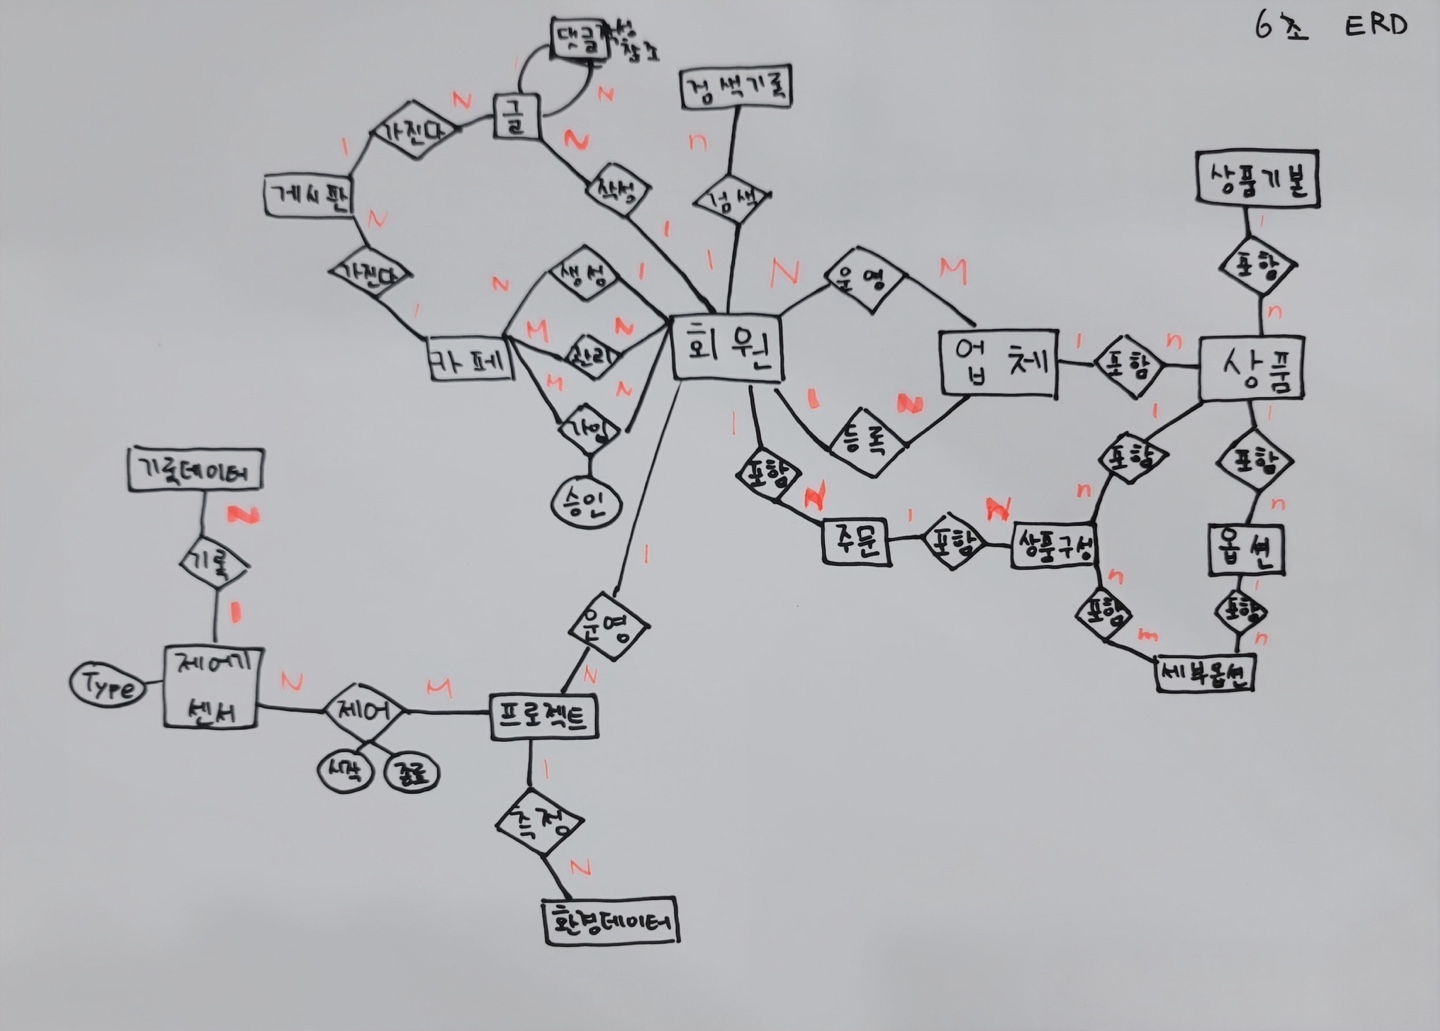 6조 ERD
댓글
참조
1
N
검색기록
글
N
가진다
1
N
n
상품기본
게시판
작성
검색
1
포함
n
N
가진다
1
1
1
N
생성
1
N
운영
M
카페
M
관리
N
회원
업체
1
포함
n
상품
M
가입
N
승인
1
등록
N
1
포함
N
주문
1
포함
N
상품구성
1
포함
n
1
포함
n
옵션
n
포함
m
1
포함
n
세부옵션
기록데이터
N
기록
1
제어기
센서
Type
N
제어
M
시작
종료
1
운영
N
프로젝트
1
측정
N
환경데이터